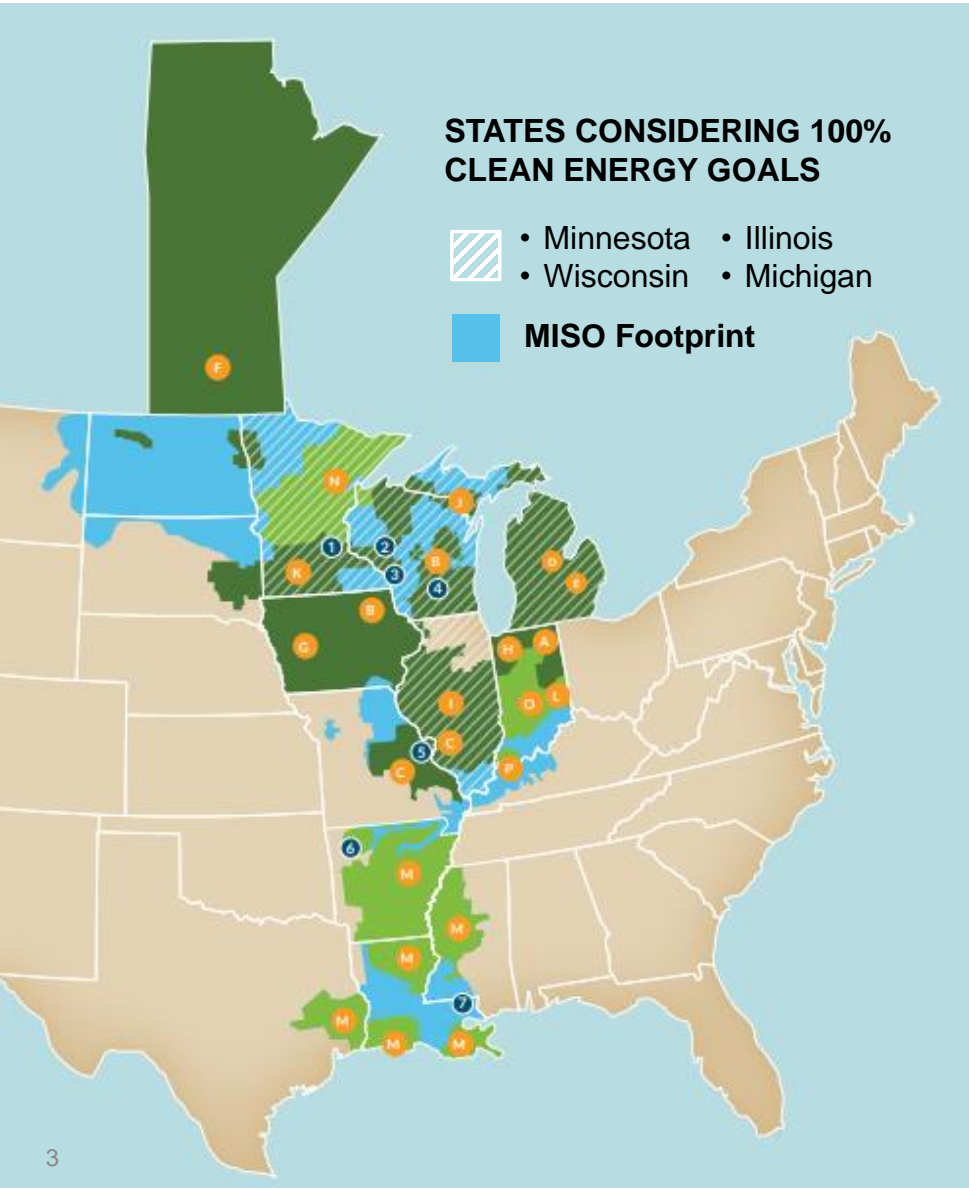 STATES CONSIDERING 100%
CLEAN ENERGY GOALS
• Minnesota • Illinois
• Wisconsin • Michigan
MISO Footprint
F
N
J
1
2
B
D
K
3
4
E
B
G
H
A
I
O
L
5
C
C
P
6
M
M
M
7
M
M
M
3